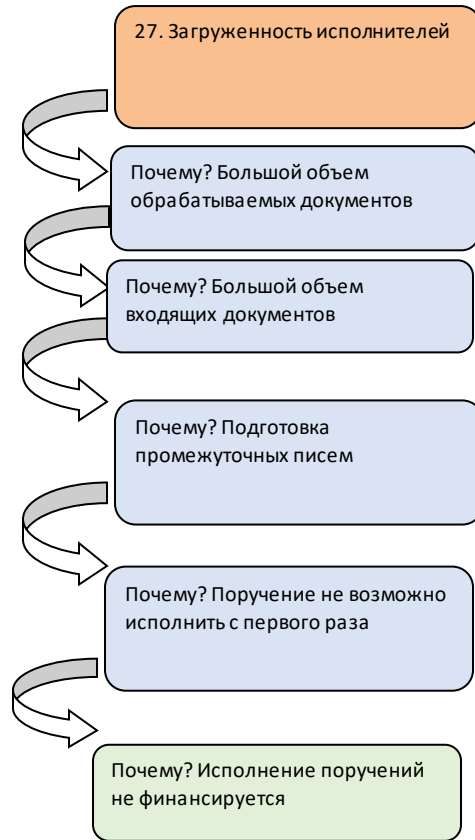 27. Загруженность исполнителей
Почему? Большой объем
обрабатываемых документов
Почему? Большой объем
входящих документов
Почему? Подготовка
промежуточных писем
Почему? Поручение не возможно
исполнить с первого раза
Почему? Исполнение поручений
не финансируется